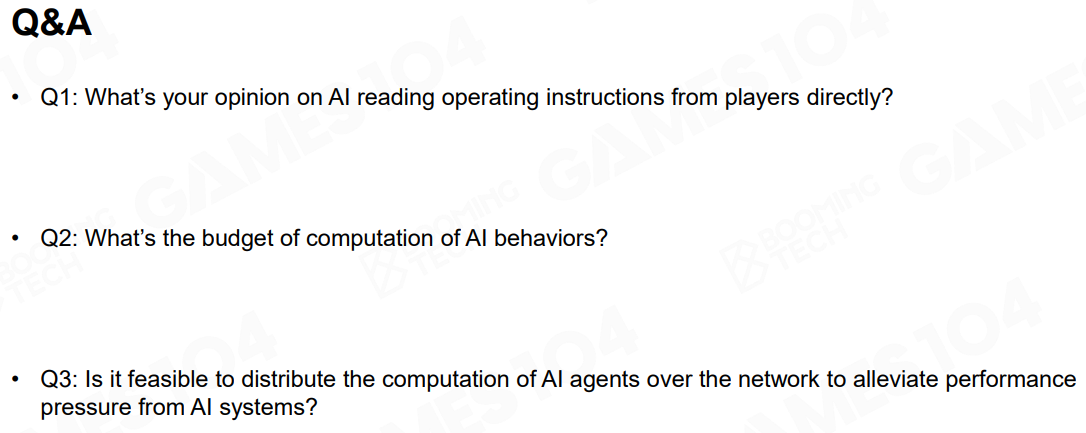 Q&A
• Q1: What's your opinion on AI reading operating instructions from players directly?
• Q2: What's the budget of computation of AI behaviors?
• Q3: Is it feasible to distribute the computation of AI agents over the network to alleviate performance
pressure from AI systems?
GAMES104
BOOMING
TECH